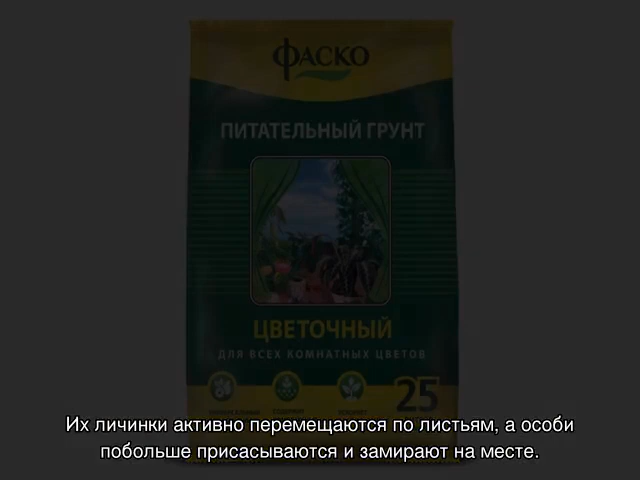 ФАСКО
ПИТАТЕЛЬНЫЙ ГРУНТ
ЦВЕТОЧНЫЙ
ДЛЯ ВСЕХ КОМНАТНЫХ ЦВЕТОВ
25
Их личинки активно перемещаются по листьям, а особи
побольше присасываются и замирают на месте.